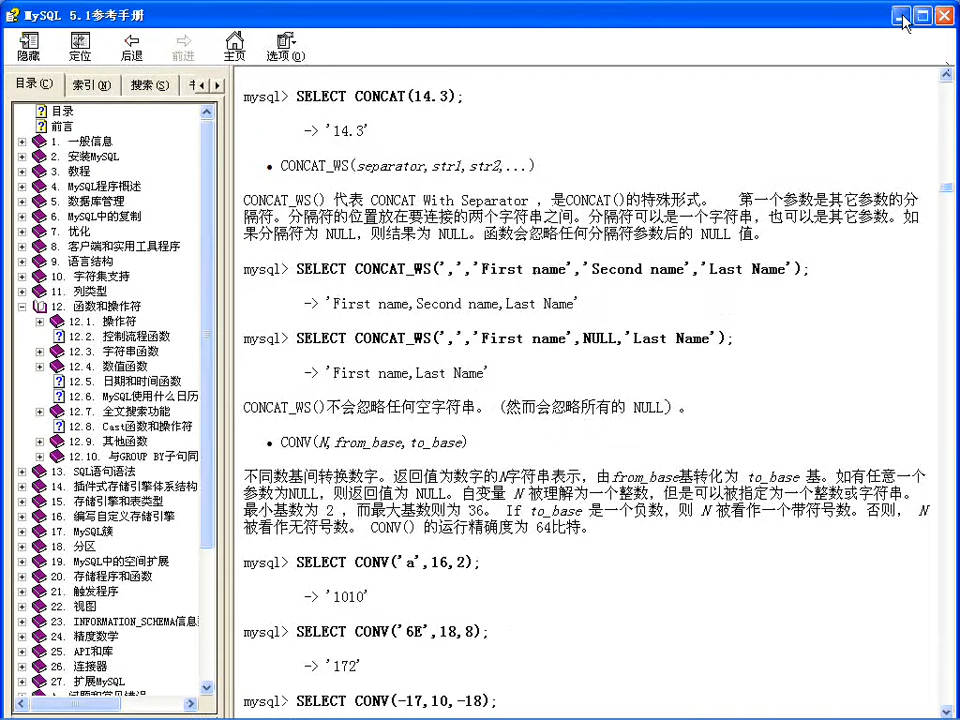 MySQL 5.1参考手册
隐藏 定位 后退 前进 主页 选项(O)
目录(C) 索引(N) 搜索(S)
目录
前言
1. 一般信息
2. 安装MySQL
3. 教程
4. MySQL程序概述
5. 数据库管理
6. MySQL中的复制
7. 优化
8. 客户端和实用工具程序
9. 语言结构
10. 字符集支持
11. 列类型
12. 函数和操作符
12.1. 操作符
12.2. 控制流程函数
12.3. 字符串函数
12.4. 数值函数
12.5. 日期和时间函数
12.6. MySQL使用什么日历
12.7. 全文搜索功能
12.8. Cast函数和操作符
12.9. 其他函数
12.10. 与GROUP BY子句同
13. SQL语句语法
14. 插件式存储引擎体系结构
15. 存储引擎和表类型
16. 编写自定义存储引擎
17. MySQL簇
18. 分区
19. MySQL中的空间扩展
20. 存储程序和函数
21. 触发程序
22. 视图
23. INFORMATION_SCHEMA信息
24. 精度数学
25. API和库
26. 连接器
27. 扩展MySQL
mysql> SELECT CONCAT(14.3);
-> '14.3'
• CONCAT_WS(separator,str1,str2,...)
CONCAT_WS() 代表 CONCAT With Separator ，是CONCAT()的特殊形式。 第一个参数是其它参数的分
隔符。分隔符的位置放在要连接的两个字符串之间。分隔符可以是一个字符串，也可以是其它参数。如
果分隔符为 NULL，则结果为 NULL。函数会忽略任何分隔符参数后的 NULL 值。
mysql> SELECT CONCAT_WS(',','First name','Second name','Last Name');
-> 'First name,Second name,Last Name'
mysql> SELECT CONCAT_WS(',','First name',NULL,'Last Name');
-> 'First name,Last Name'
CONCAT_WS()不会忽略任何空字符串。 (然而会忽略所有的 NULL）。
• CONV(N,from_base,to_base)
不同数基间转换数字。返回值为数字的N字符串表示，由from_base基转化为 to_base 基。如有任意一个
参数为NULL，则返回值为 NULL。自变量 N 被理解为一个整数，但是可以被指定为一个整数或字符串。
最小基数为 2 ，而最大基数则为 36。 If to_base 是一个负数，则 N 被看作一个带符号数。否则， N
被看作无符号数。 CONV() 的运行精确度为 64比特。
mysql> SELECT CONV('a',16,2);
-> '1010'
mysql> SELECT CONV('6E',18,8);
-> '172'
mysql> SELECT CONV(-17,10,-18);